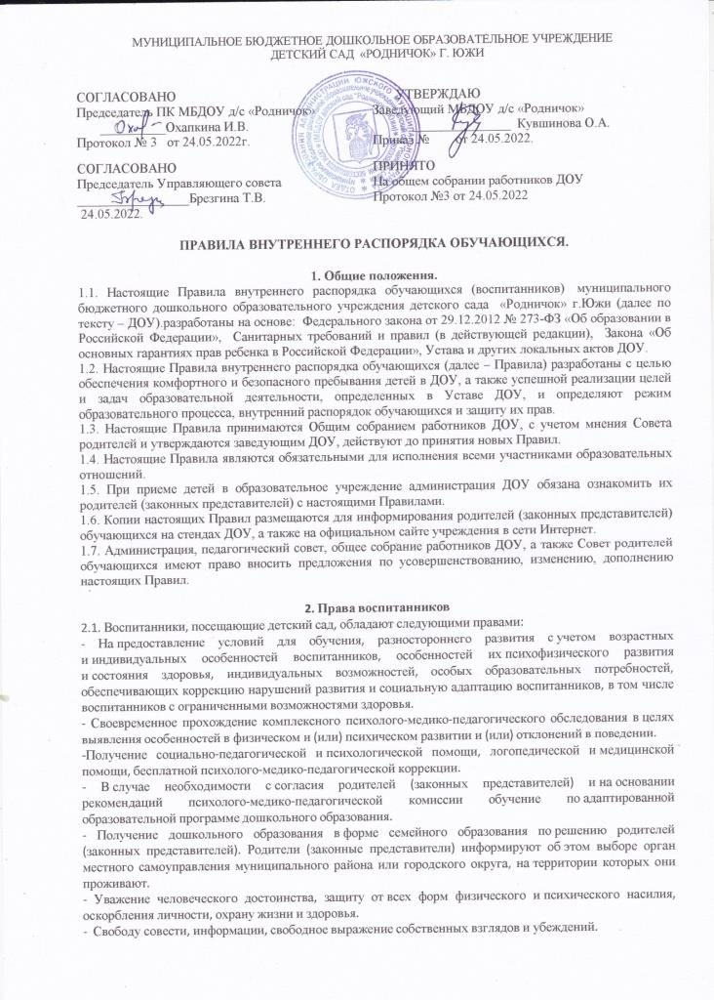 МУНИЦИПАЛЬНОЕ БЮДЖЕТНОЕ ДОШКОЛЬНОЕ ОБРАЗОВАТЕЛЬНОЕ УЧРЕЖДЕНИЕ
ДЕТСКИЙ САД «РОДНИЧОК» Г. ЮЖИ
СОГЛАСОВАНО
Председатель ПК МБДОУ д/с «Родничок»
Охапкина И.В.
Протокол № 3 от 24.05.2022г.
УТВЕРЖДАЮ
Заведующий МБДОУ д/с «Родничок»
Кувшинова О.А.
Приказ № от 24.05.2022.
СОГЛАСОВАНО
Председатель Управляющего совета
Брезгина Т.В.
24.05.2022.
ПРИНЯТО
На общем собрании работников ДОУ
Протокол №3 от 24.05.2022
ПРАВИЛА ВНУТРЕННЕГО РАСПОРЯДКА ОБУЧАЮЩИХСЯ.
1. Общие положения.
1.1. Настоящие Правила внутреннего распорядка обучающихся (воспитанников) муниципального
бюджетного дошкольного образовательного учреждения детского сада «Родничок» г.Южи (далее по
тексту – ДОУ).разработаны на основе: Федерального закона от 29.12.2012 № 273-ФЗ «Об образовании в
Российской Федерации», Санитарных требований и правил (в действующей редакции), Закона «Об
основных гарантиях прав ребенка в Российской Федерации», Устава и других локальных актов ДОУ.
1.2. Настоящие Правила внутреннего распорядка обучающихся (далее – Правила) разработаны с целью
обеспечения комфортного и безопасного пребывания детей в ДОУ, а также успешной реализации целей
и задач образовательной деятельности, определенных в Уставе ДОУ, и определяют режим
образовательного процесса, внутренний распорядок обучающихся и защиту их прав.
1.3. Настоящие Правила принимаются Общим собранием работников ДОУ, с учетом мнения Совета
родителей и утверждаются заведующим ДОУ, действуют до принятия новых Правил.
1.4. Настоящие Правила являются обязательными для исполнения всеми участниками образовательных
отношений.
1.5. При приеме детей в образовательное учреждение администрация ДОУ обязана ознакомить их
родителей (законных представителей) с настоящими Правилами.
1.6. Копии настоящих Правил размещаются для информирования родителей (законных представителей)
обучающихся на стендах ДОУ, а также на официальном сайте учреждения в сети Интернет.
1.7. Администрация, педагогический совет, общее собрание работников ДОУ, а также Совет родителей
обучающихся имеют право вносить предложения по усовершенствованию, изменению, дополнению
настоящих Правил.
2. Права воспитанников
2.1. Воспитанники, посещающие детский сад, обладают следующими правами:
- На предоставление условий для обучения, разностороннего развития с учетом возрастных
и индивидуальных особенностей воспитанников, особенностей их психофизического развития
и состояния здоровья, индивидуальных возможностей, особых образовательных потребностей,
обеспечивающих коррекцию нарушений развития и социальную адаптацию воспитанников, в том числе
воспитанников с ограниченными возможностями здоровья.
- Своевременное прохождение комплексного психолого-медико-педагогического обследования в целях
выявления особенностей в физическом и (или) психическом развитии и (или) отклонений в поведении.
-Получение социально-педагогической и психологической помощи, логопедической и медицинской
помощи, бесплатной психолого-медико-педагогической коррекции.
- В случае необходимости с согласия родителей (законных представителей) и на основании
рекомендаций психолого-медико-педагогической комиссии обучение по адаптированной
образовательной программе дошкольного образования.
- Получение дошкольного образования в форме семейного образования по решению родителей
(законных представителей). Родители (законные представители) информируют об этом выборе орган
местного самоуправления муниципального района или городского округа, на территории которых они
проживают.
- Уважение человеческого достоинства, защиту от всех форм физического и психического насилия,
оскорбления личности, охрану жизни и здоровья.
- Свободу совести, информации, свободное выражение собственных взглядов и убеждений.